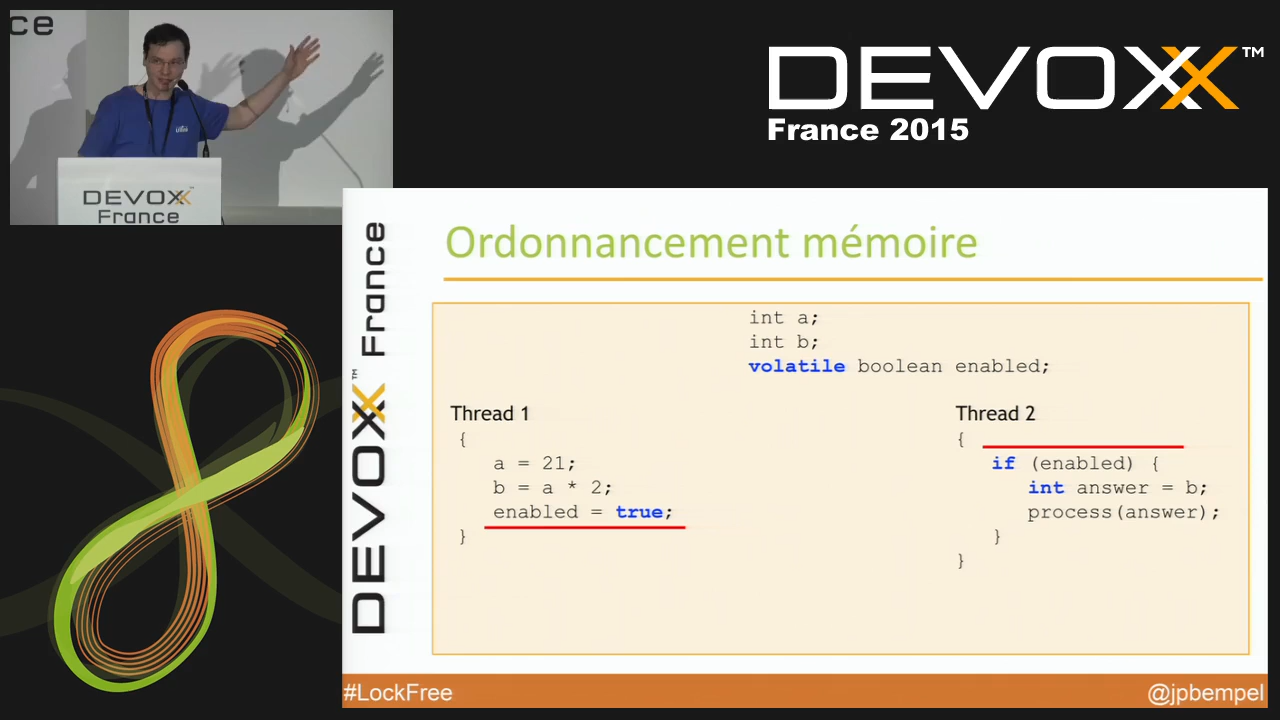 ce
DEVOXX™
France
DEVOXX™
France 2015
DEVOXX™ France
Ordonnancement mémoire
int a;
int b;
volatile boolean enabled;
Thread 1
{
a = 21;
b = a * 2;
enabled = true;
}
Thread 2
{
if (enabled) {
int answer = b;
process(answer);
}
}
#LockFree
@jpbempel